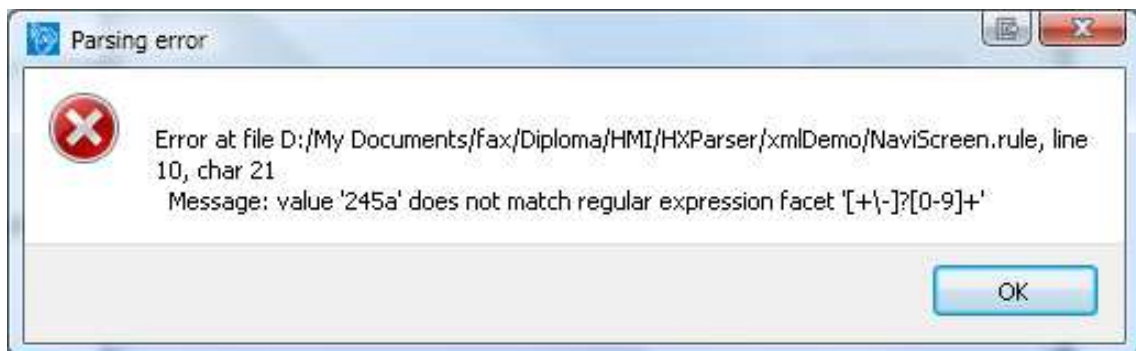 Parsing error
Error at file D:/My Documents/fax/Diploma/HMI/HXParser/xmlDemo/NaviScreen.rule, line
10, char 21
Message: value '245a' does not match regular expression facet '[+\-]?[0-9]+'
OK